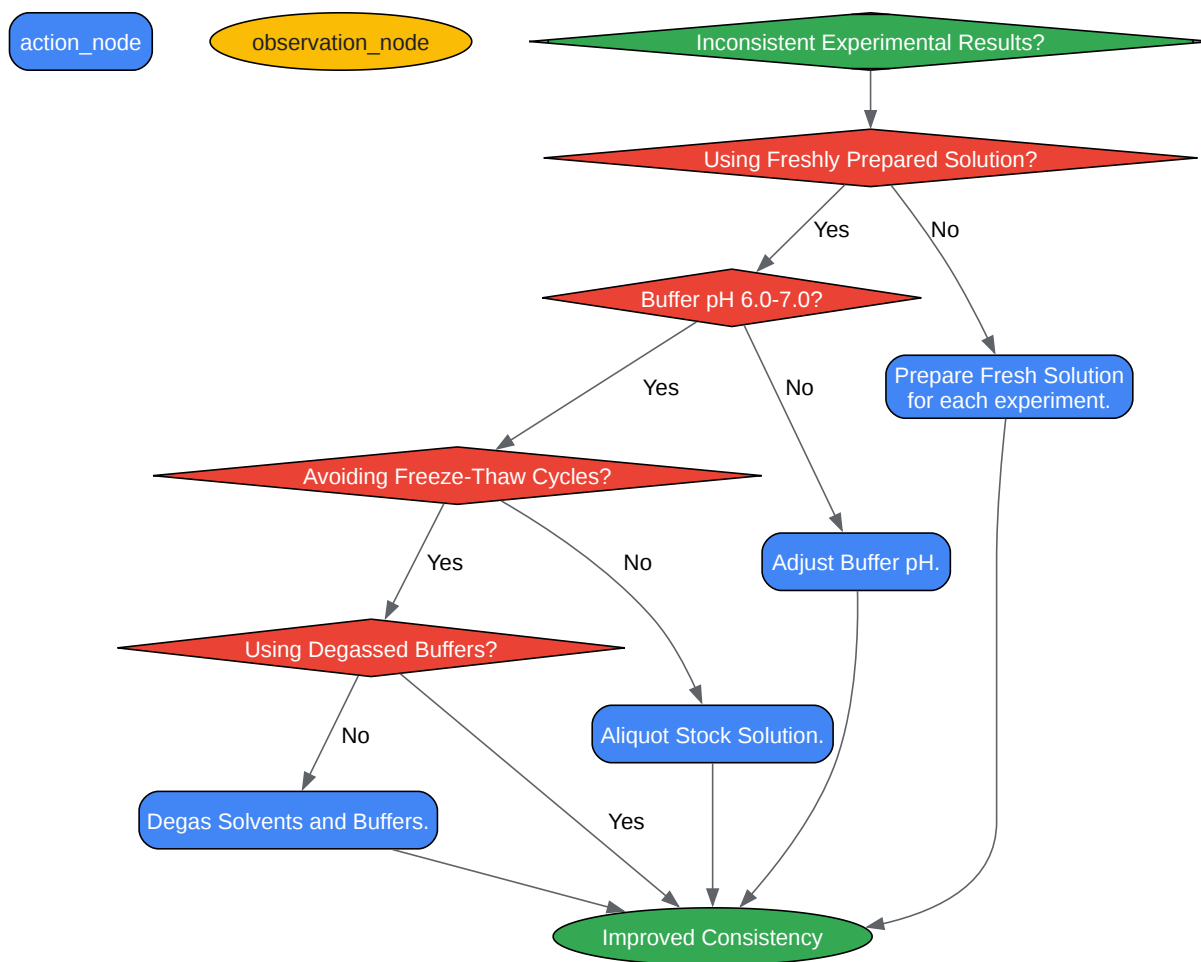 action_node
observation_node
Inconsistent Experimental Results?
Using Freshly Prepared Solution?
Yes
No
Buffer pH 6.0-7.0?
Prepare Fresh Solution
for each experiment.
Yes
No
Avoiding Freeze-Thaw Cycles?
Yes
No
Adjust Buffer pH.
Using Degassed Buffers?
No
Aliquot Stock Solution.
Degas Solvents and Buffers.
Yes
Improved Consistency